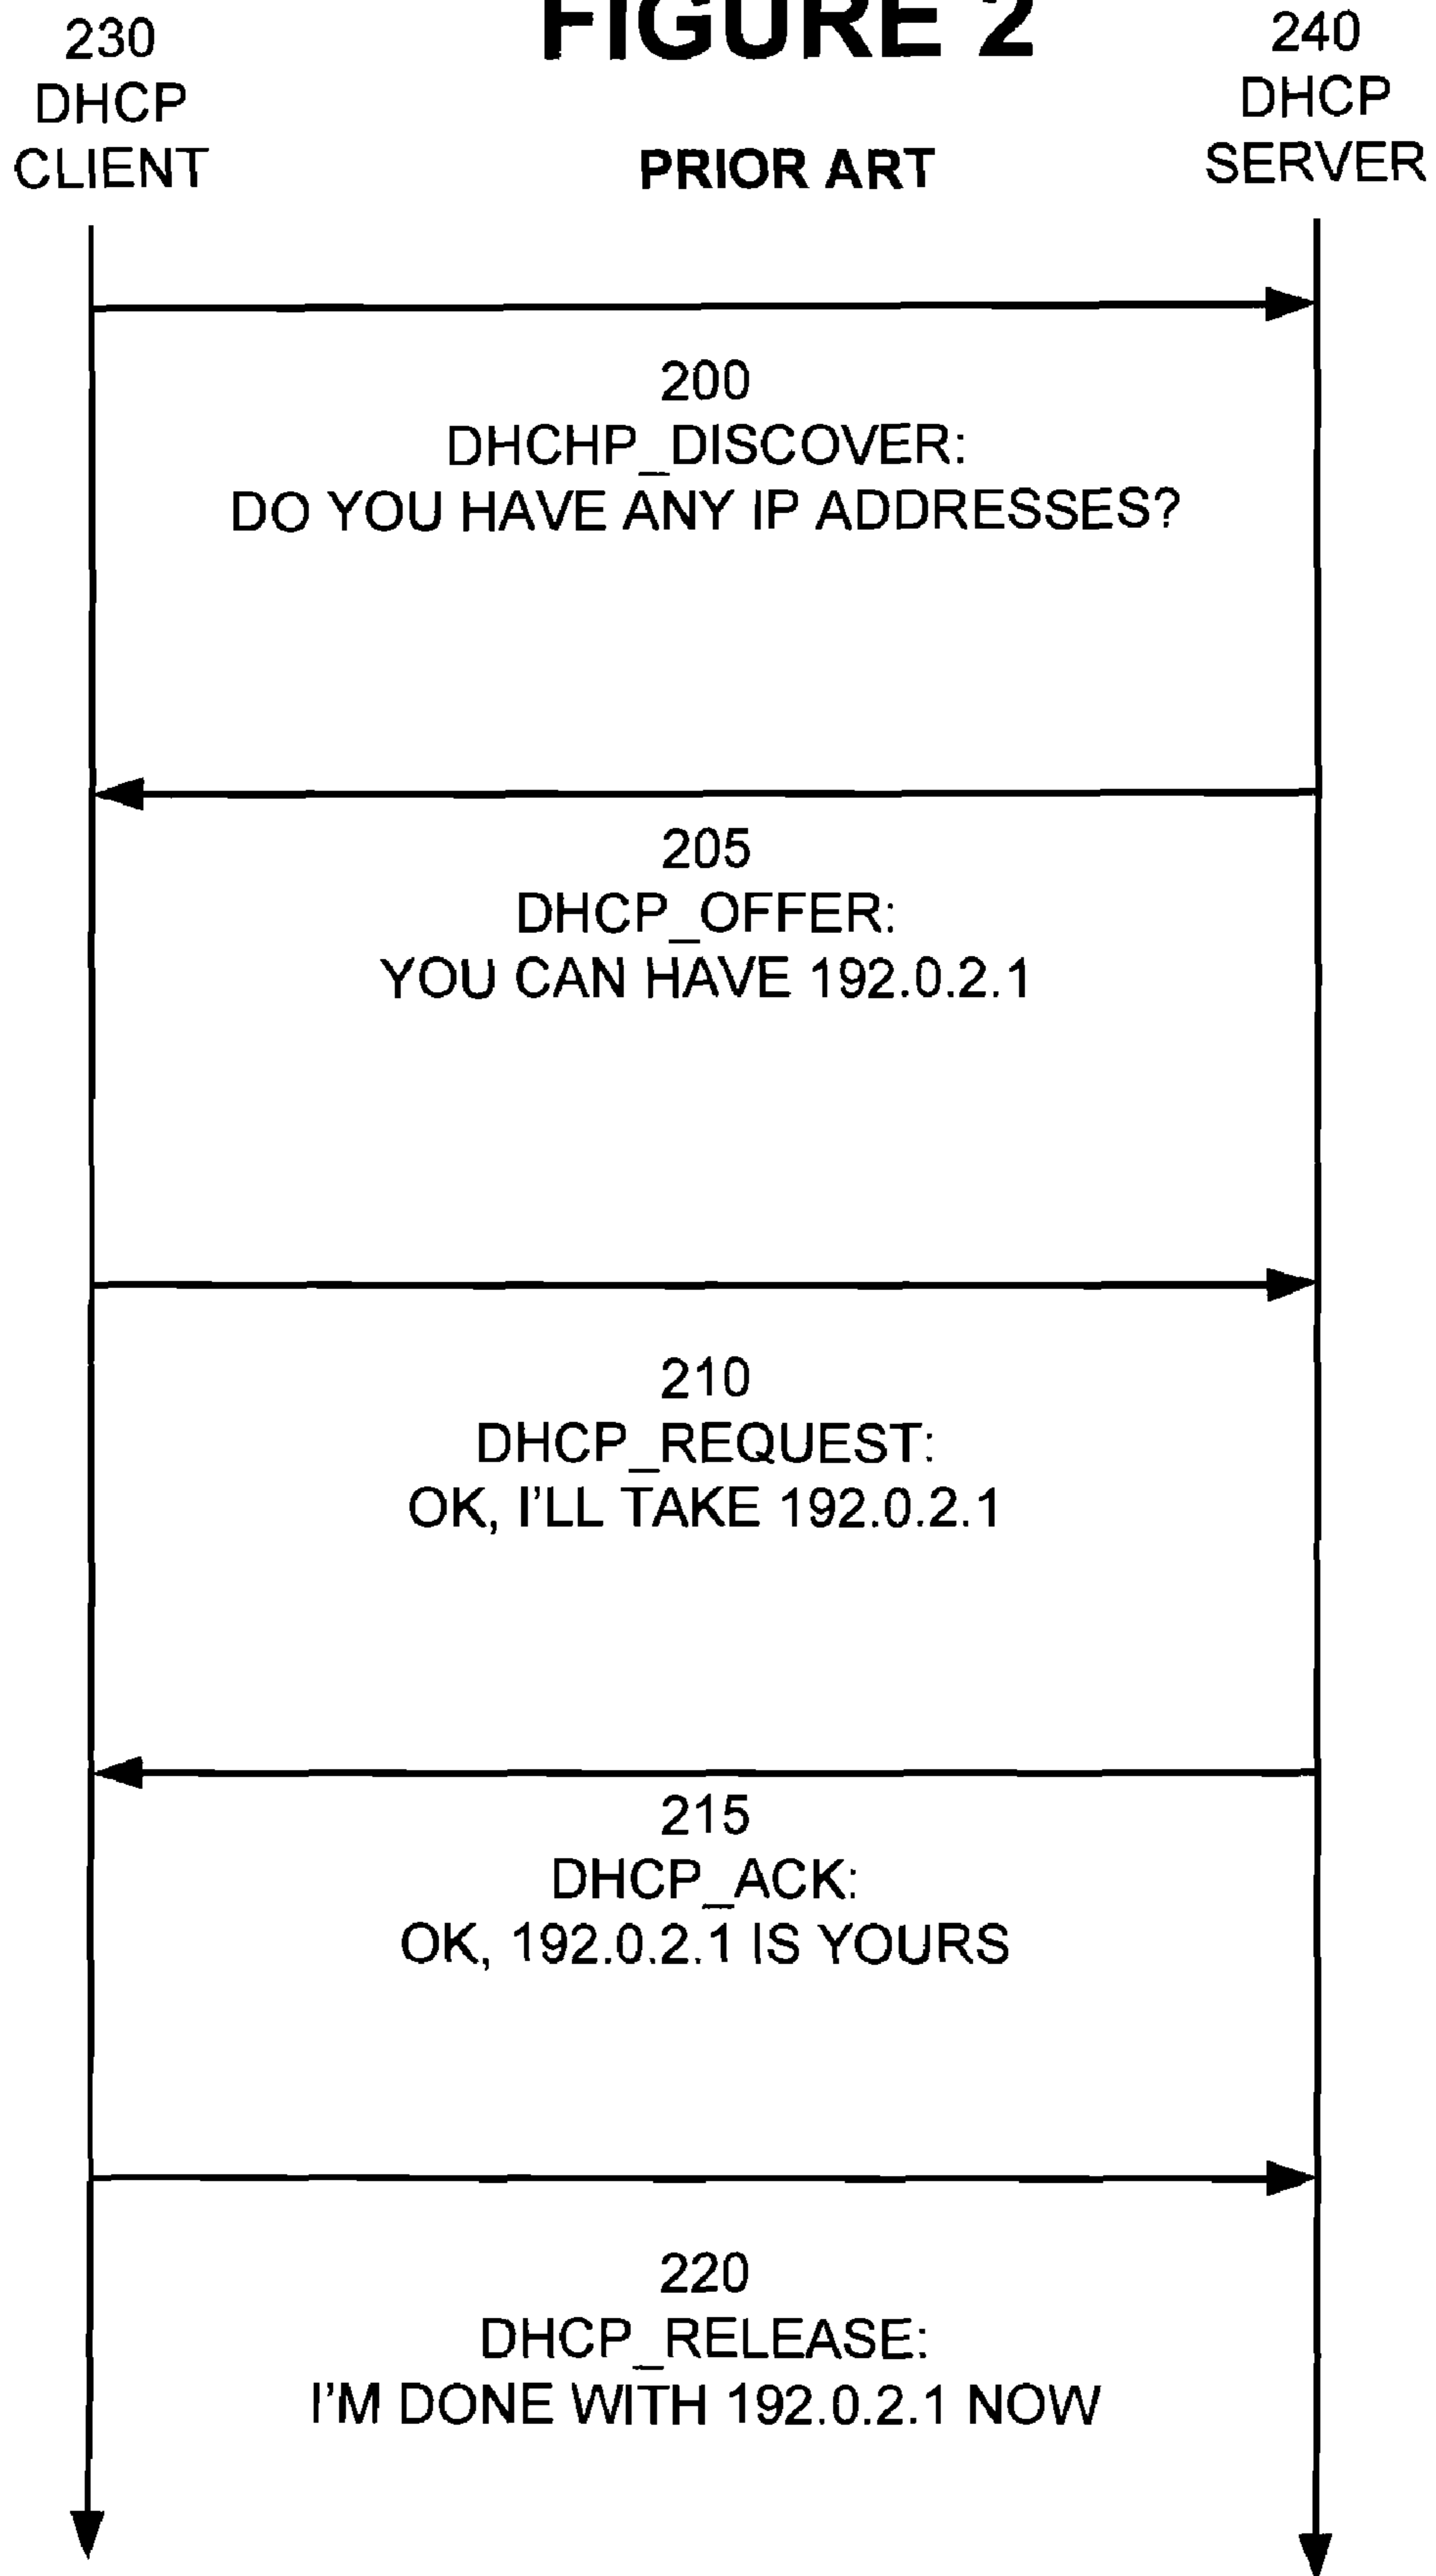 FIGURE 2
230
DHCP
CLIENT
PRIOR ART
240
DHCP
SERVER
200
DHCHP_DISCOVER:
DO YOU HAVE ANY IP ADDRESSES?
205
DHCP_OFFER:
YOU CAN HAVE 192.0.2.1
210
DHCP_REQUEST:
OK, I'LL TAKE 192.0.2.1
215
DHCP_ACK:
OK, 192.0.2.1 IS YOURS
220
DHCP_RELEASE:
I'M DONE WITH 192.0.2.1 NOW